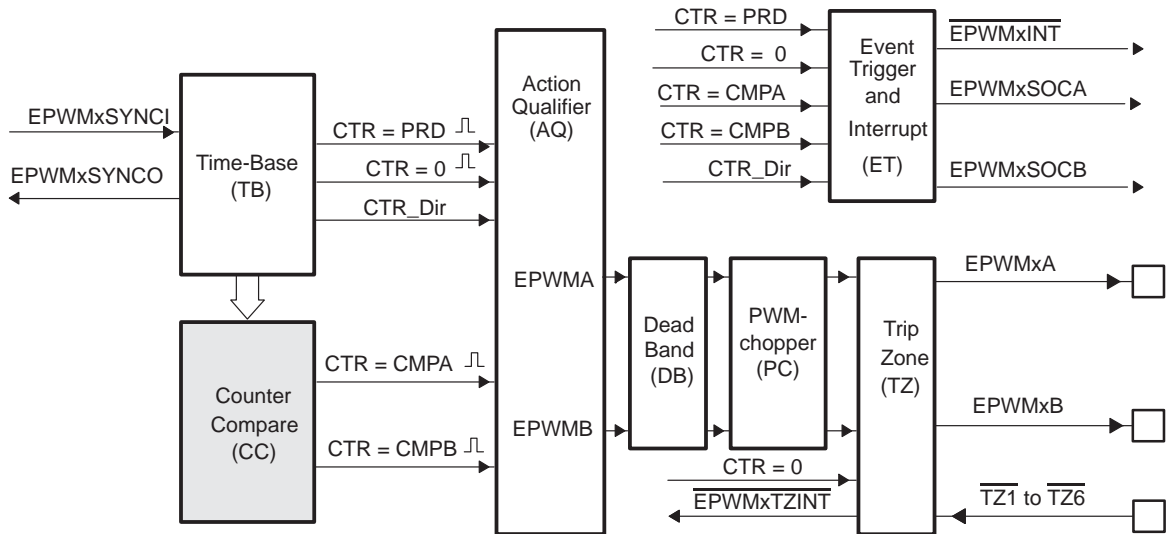 EPWMxSYNCI
EPWMxSYNCO
Time-Base
(TB)
CTR = PRD
CTR = 0
CTR_Dir
Counter
Compare
(CC)
CTR = CMPA
CTR = CMPB
Action
Qualifier
(AQ)
EPWMA
EPWMB
CTR = PRD
CTR = 0
CTR = CMPA
CTR = CMPB
CTR_Dir
Event
Trigger
and
Interrupt
(ET)
EPWMxINT
EPWMxSOCA
EPWMxSOCB
Dead
Band
(DB)
PWM-
chopper
(PC)
Trip
Zone
(TZ)
CTR = 0
EPWMxTZINT
EPWMxA
EPWMxB
TZ1 to TZ6